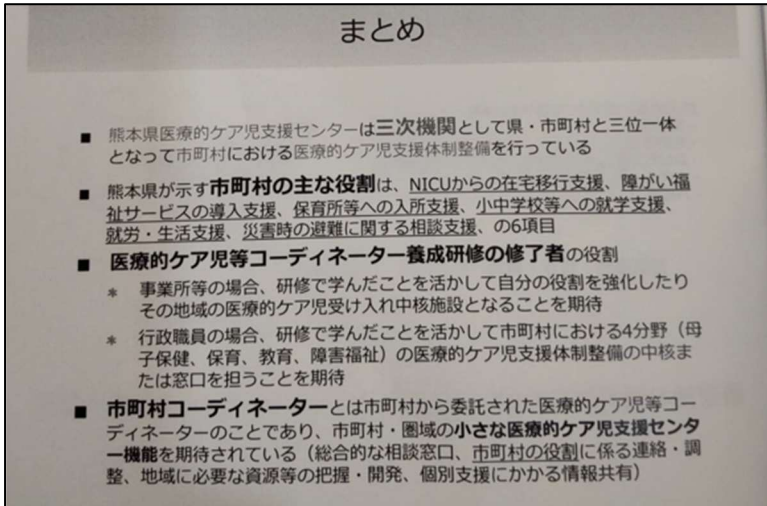 まとめ
■ 熊本県医療的ケア児支援センターは三次機関として県・市町村と三位一体
となって市町村における医療的ケア児支援体制整備を行っている
■ 熊本県が示す市町村の主な役割は、NICUからの在宅移行支援、障がい福
祉サービスの導入支援、保育所等への入所支援、小中学校等への就学支援、
就労・生活支援、災害時の避難に関する相談支援、の6項目
■ 医療的ケア児等コーディネーター養成研修の修了者の役割
* 事業所等の場合、研修で学んだことを活かして自分の役割を強化したり
その地域の医療的ケア児受け入れ中核施設となることを期待
* 行政職員の場合、研修で学んだことを活かして市町村における4分野（母
子保健、保育、教育、障害福祉）の医療的ケア児支援体制整備の中核ま
たは窓口を担うことを期待
■ 市町村コーディネーターとは市町村から委託された医療的ケア児等コー
ディネーターのことであり、市町村・圏域の小さな医療的ケア児支援センタ
ー機能を期待されている（総合的な相談窓口、市町村の役割に係る連絡・調
整、地域に必要な資源等の把握・開発、個別支援にかかる情報共有）